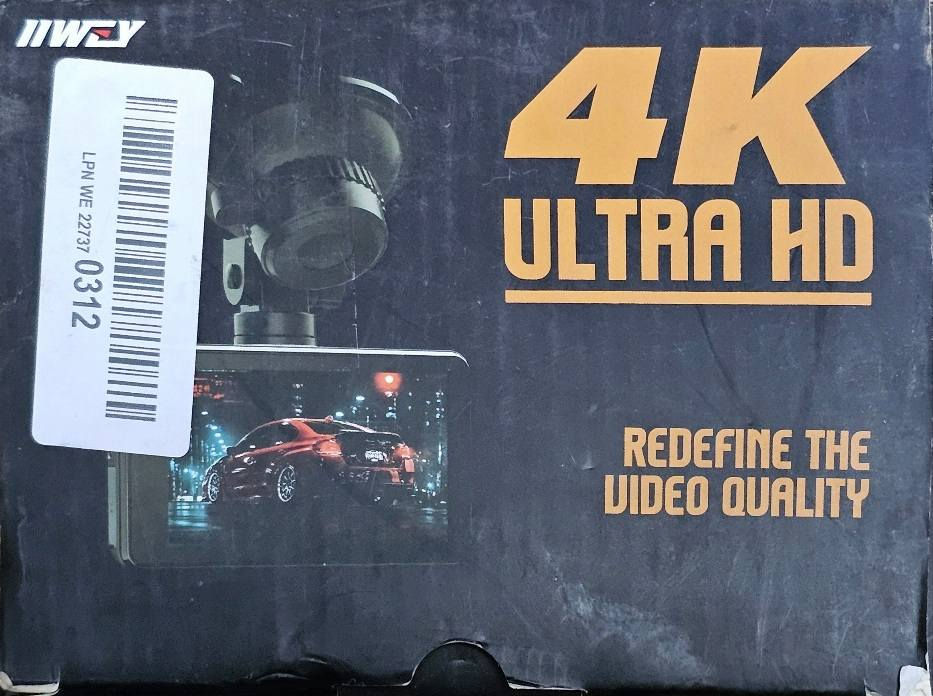 IIWEY
4K
ULTRA HD
LPN WE 22737 0312
REDEFINE THE
VIDEO QUALITY